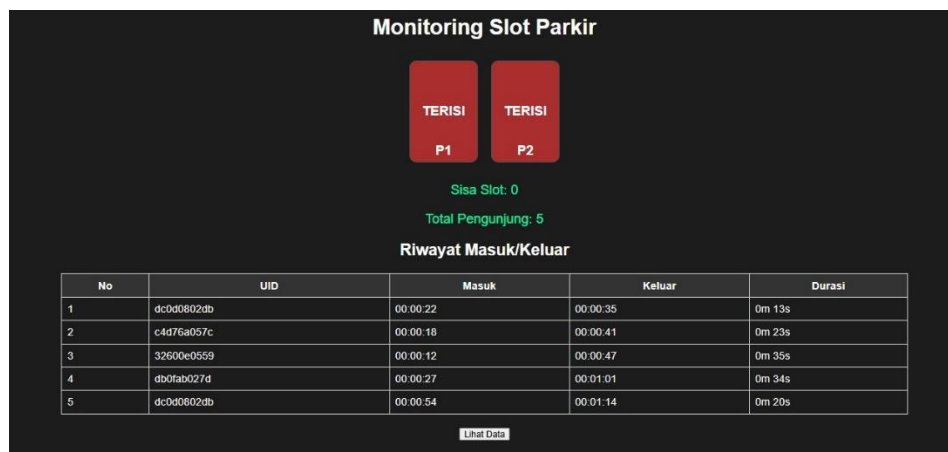 Monitoring Slot Parkir
TERISI TERISI
P1 P2
Sisa Slot: 0
Total Pengunjung: 5
Riwayat Masuk/Keluar
No UID Masuk Keluar Durasi
1 dc0d0802db 00:00:22 00:00:35 0m 13s
2 c4d76a057c 00:00:18 00:00:41 0m 23s
3 32600e0559 00:00:12 00:00:47 0m 35s
4 db0fab027d 00:00:27 00:01:01 0m 34s
5 dc0d0802db 00:00:54 00:01:14 0m 20s
Lihat Data